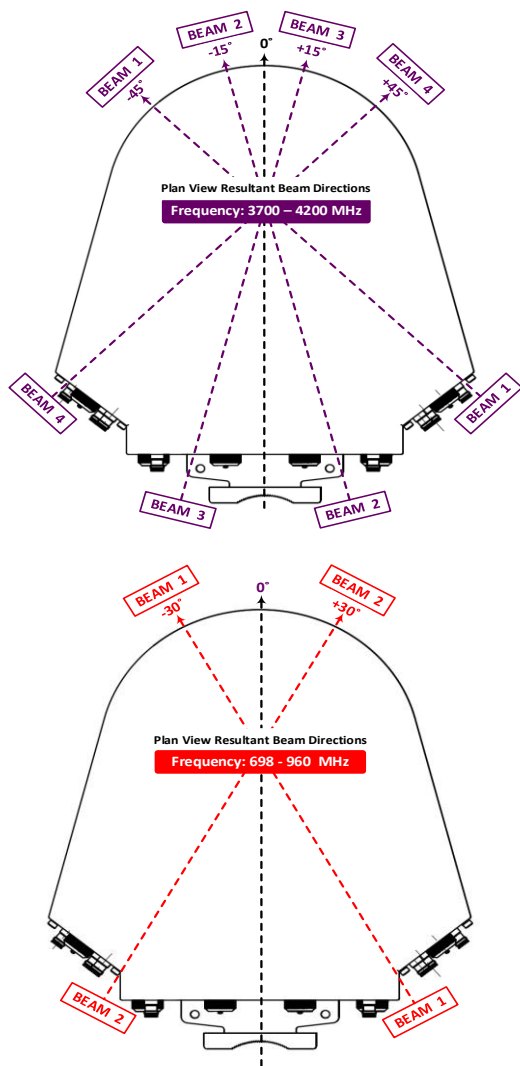 BEAM 2
-15°
BEAM 3
+15°
0°
BEAM 1
-45°
BEAM 4
+45°
Plan View Resultant Beam Directions
Frequency: 3700 – 4200 MHz
BEAM 4
BEAM 1
BEAM 3
BEAM 2
BEAM 1
-30°
0°
BEAM 2
+30°
Plan View Resultant Beam Directions
Frequency: 698 - 960 MHz
BEAM 2
BEAM 1